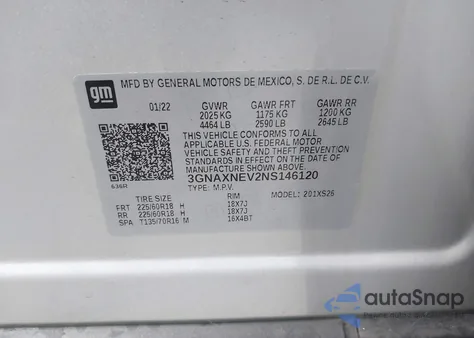 gm
MFD BY GENERAL MOTORS DE MEXICO, S. DE R.L. DE C.V.
01/22 GVWR GAWR FRT GAWR RR
2025 KG 1175 KG 1200 KG
4464 LB 2590 LB 2645 LB
THIS VEHICLE CONFORMS TO ALL
APPLICABLE U.S. FEDERAL MOTOR
VEHICLE SAFETY AND THEFT PREVENTION
STANDARDS IN EFFECT ON THE DATE OF
MANUFACTURE SHOWN ABOVE.
3GNAXNEV2NS146120
636R TYPE: M.P.V. MODEL: 201XS26
TIRE SIZE RIM
FRT 225/60R18 H 18X7J
RR 225/60R18 H 18X7J
SPA T135/70R16 M 16X4BT
autoSnap